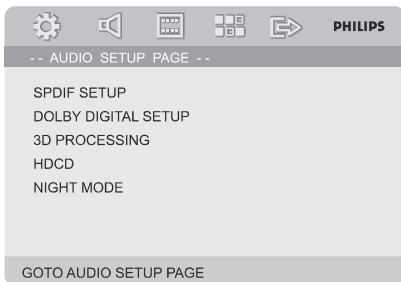 PHILIPS
-- AUDIO SETUP PAGE --
SPDIF SETUP
DOLBY DIGITAL SETUP
3D PROCESSING
HDCD
NIGHT MODE
GOTO AUDIO SETUP PAGE